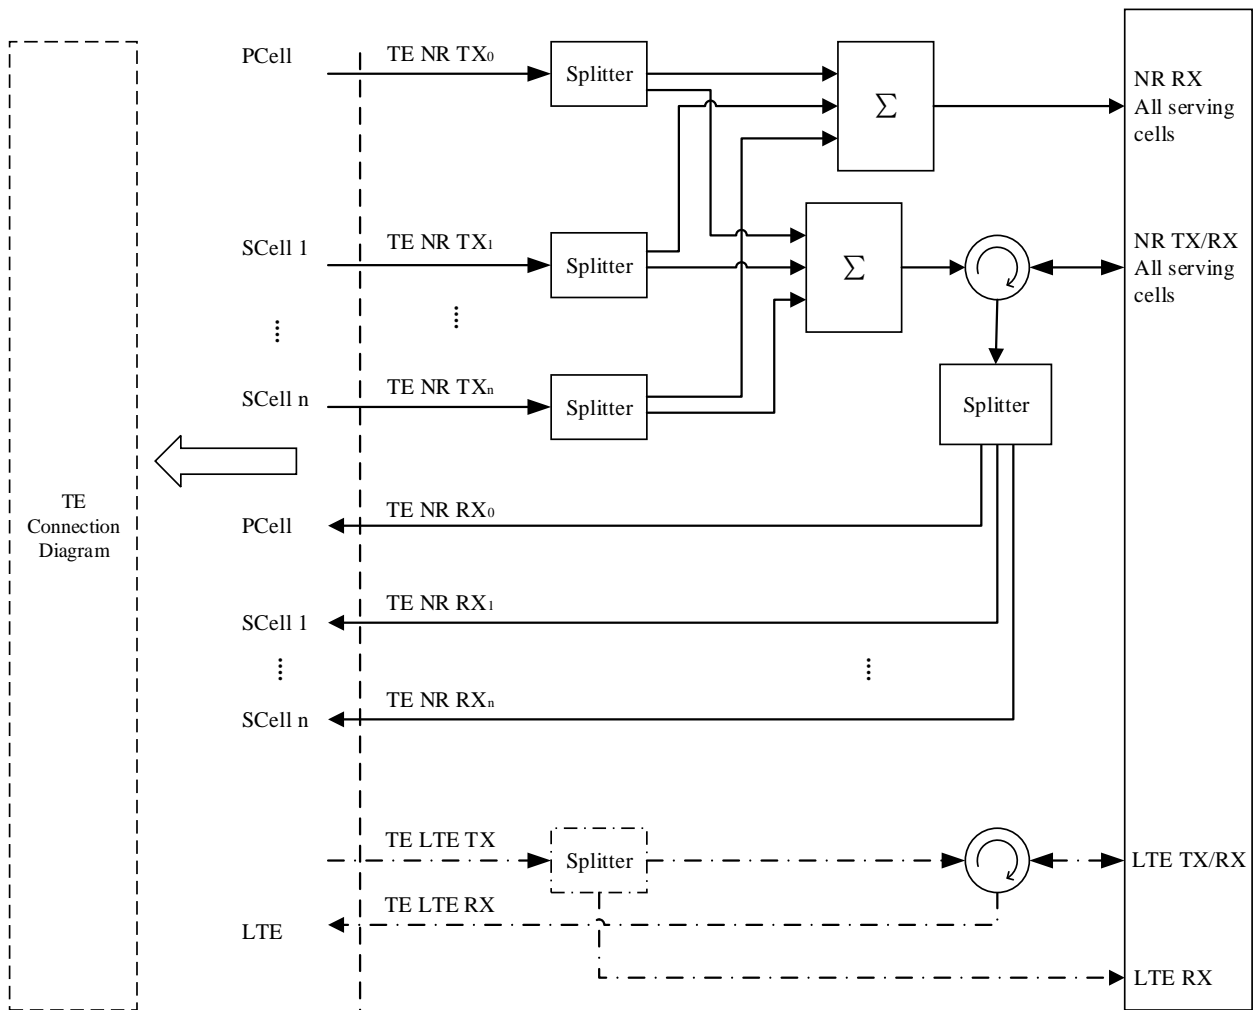 PCell
TE NR TX0
Splitter
Σ
NR RX
All serving
cells
SCell 1
TE NR TX1
Splitter
Σ
NR TX/RX
All serving
cells
SCell n
TE NR TXn
Splitter
Splitter
TE
Connection
Diagram
PCell
TE NR RX0
SCell 1
TE NR RX1
SCell n
TE NR RXn
TE LTE TX
Splitter
LTE TX/RX
TE LTE RX
LTE
LTE RX